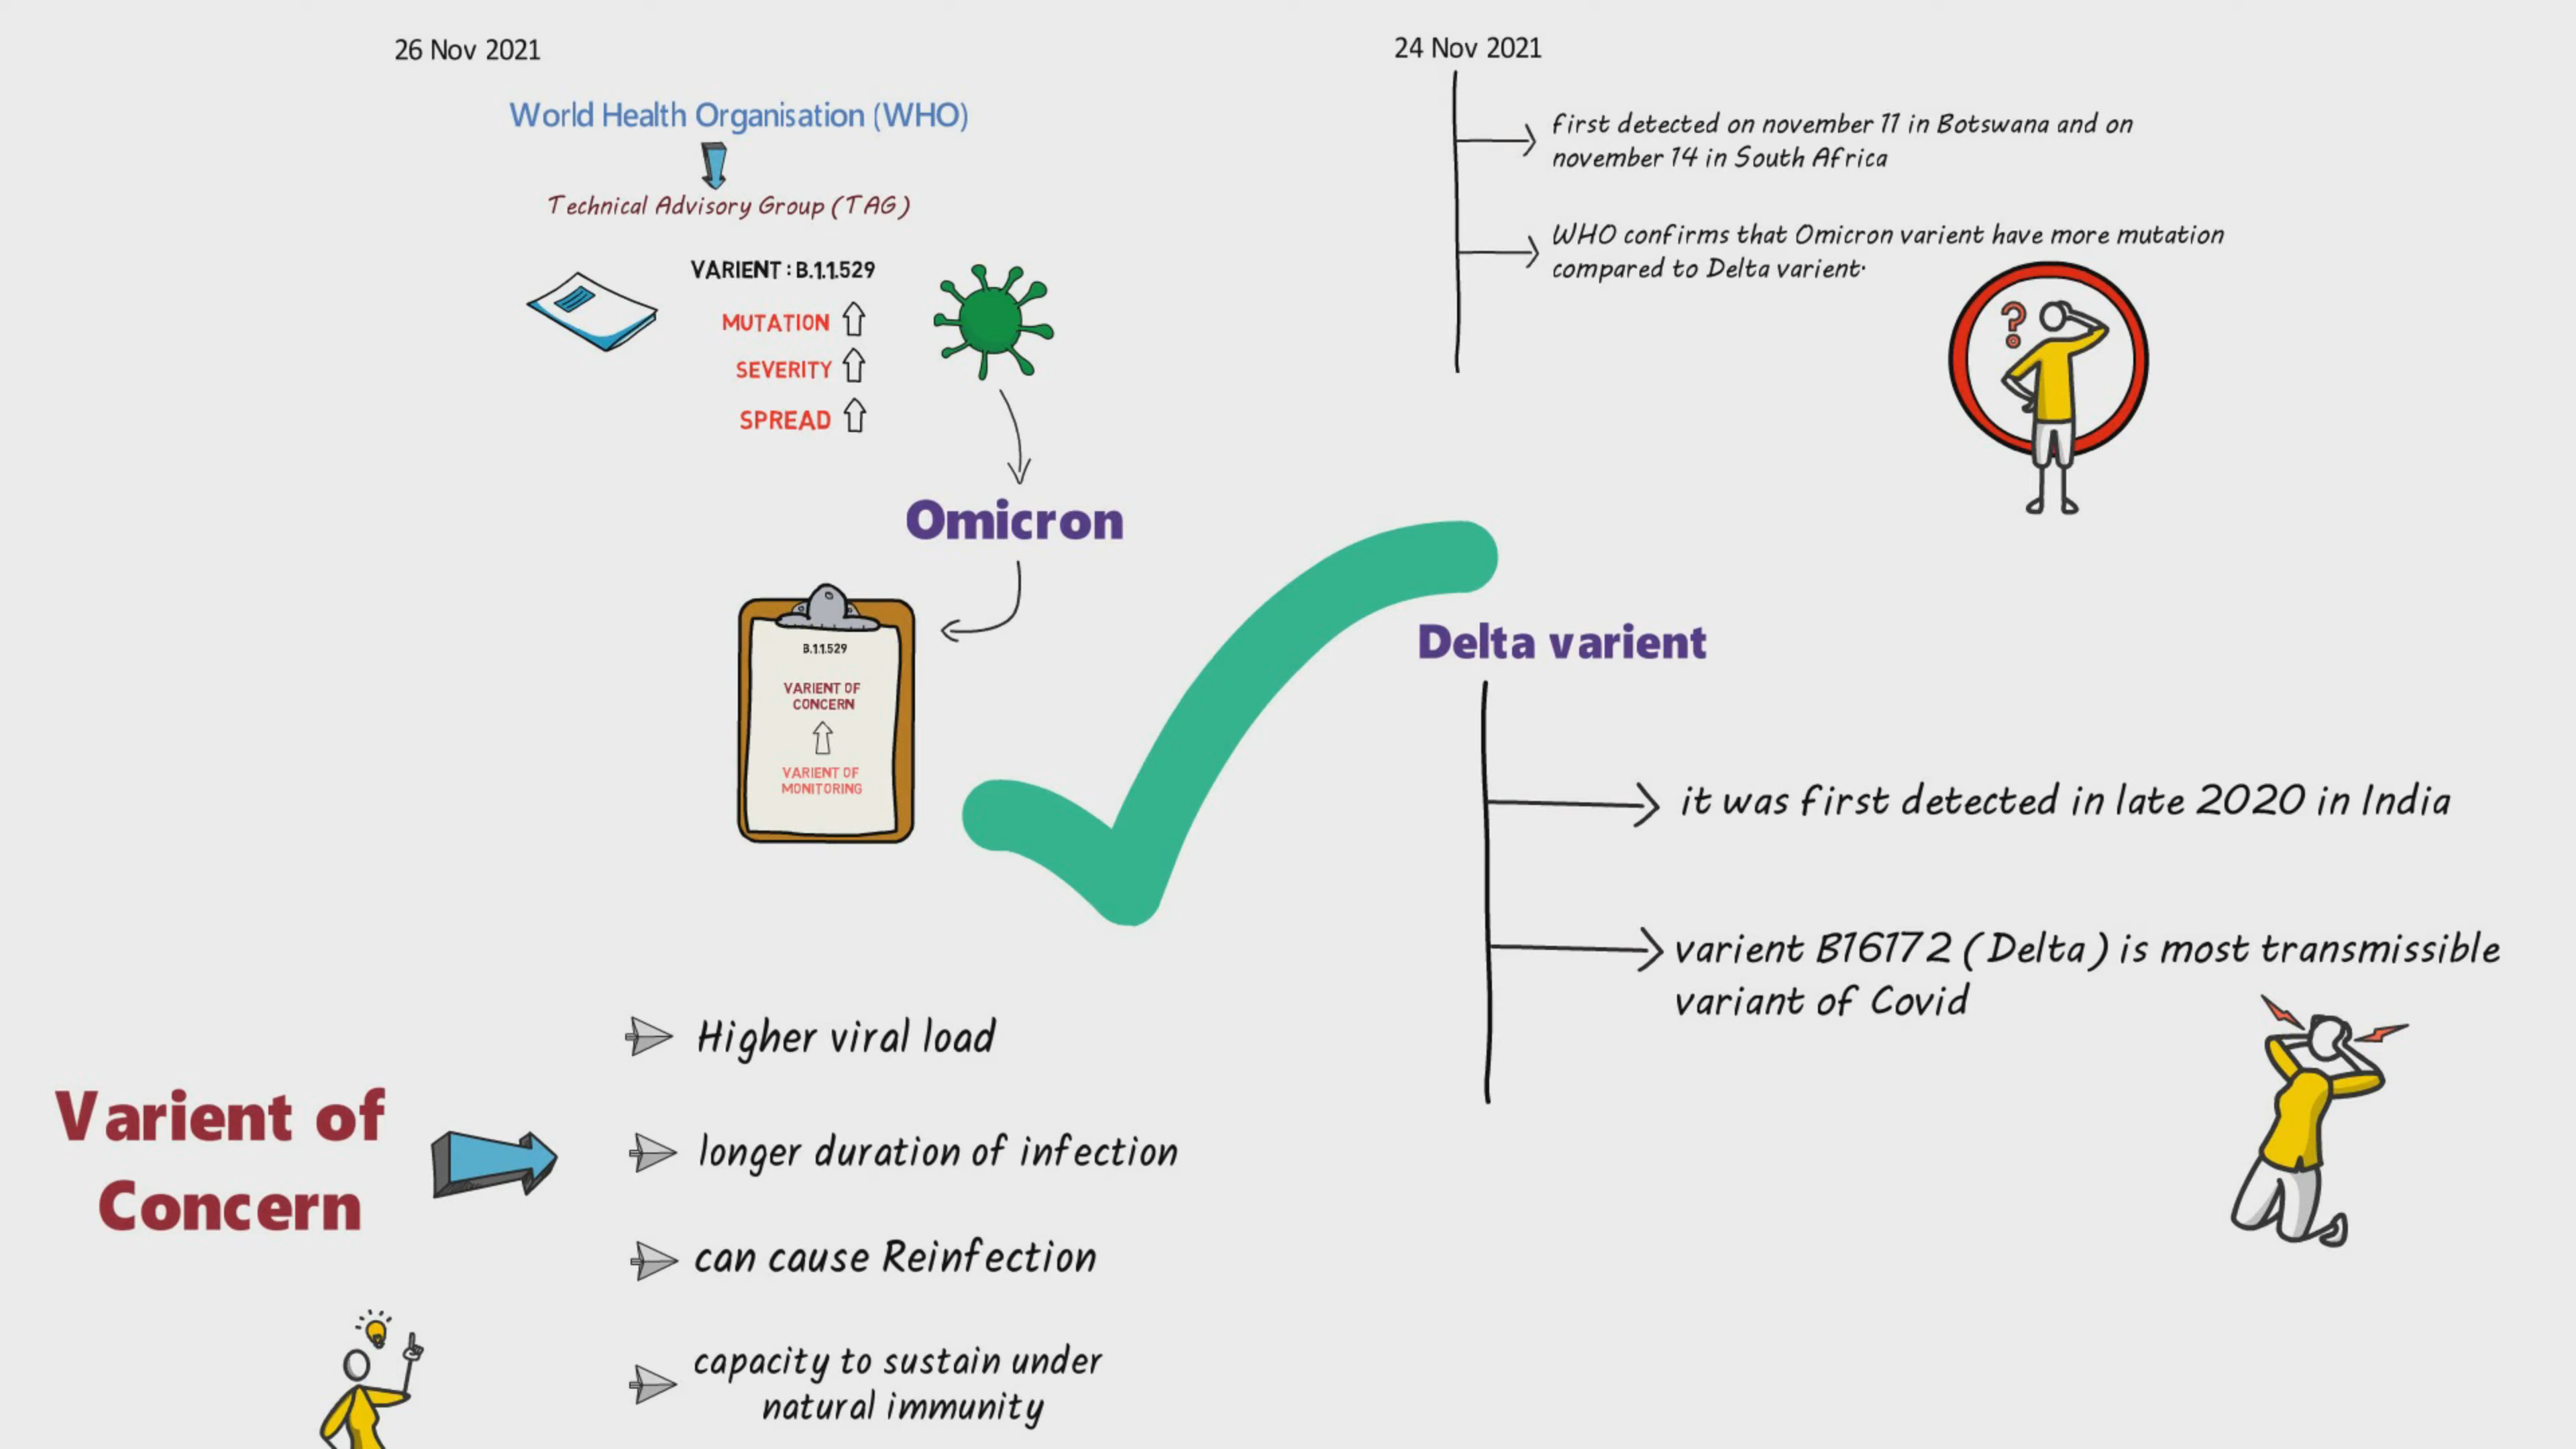 26 Nov 2021
World Health Organisation (WHO)
Technical Advisory Group (TAG)
VARIENT : B.1.1.529
MUTATION
SEVERITY
SPREAD
Omicron
B.1.1.529
VARIENT OF
CONCERN
VARIENT OF
MONITORING
24 Nov 2021
first detected on november 11 in Botswana and on
november 14 in South Africa
WHO confirms that Omicron varient have more mutation
compared to Delta varient.
?
Delta varient
it was first detected in late 2020 in India
varient B16172 (Delta) is most transmissible
variant of Covid
Varient of
Concern
Higher viral load
longer duration of infection
can cause Reinfection
capacity to sustain under
natural immunity